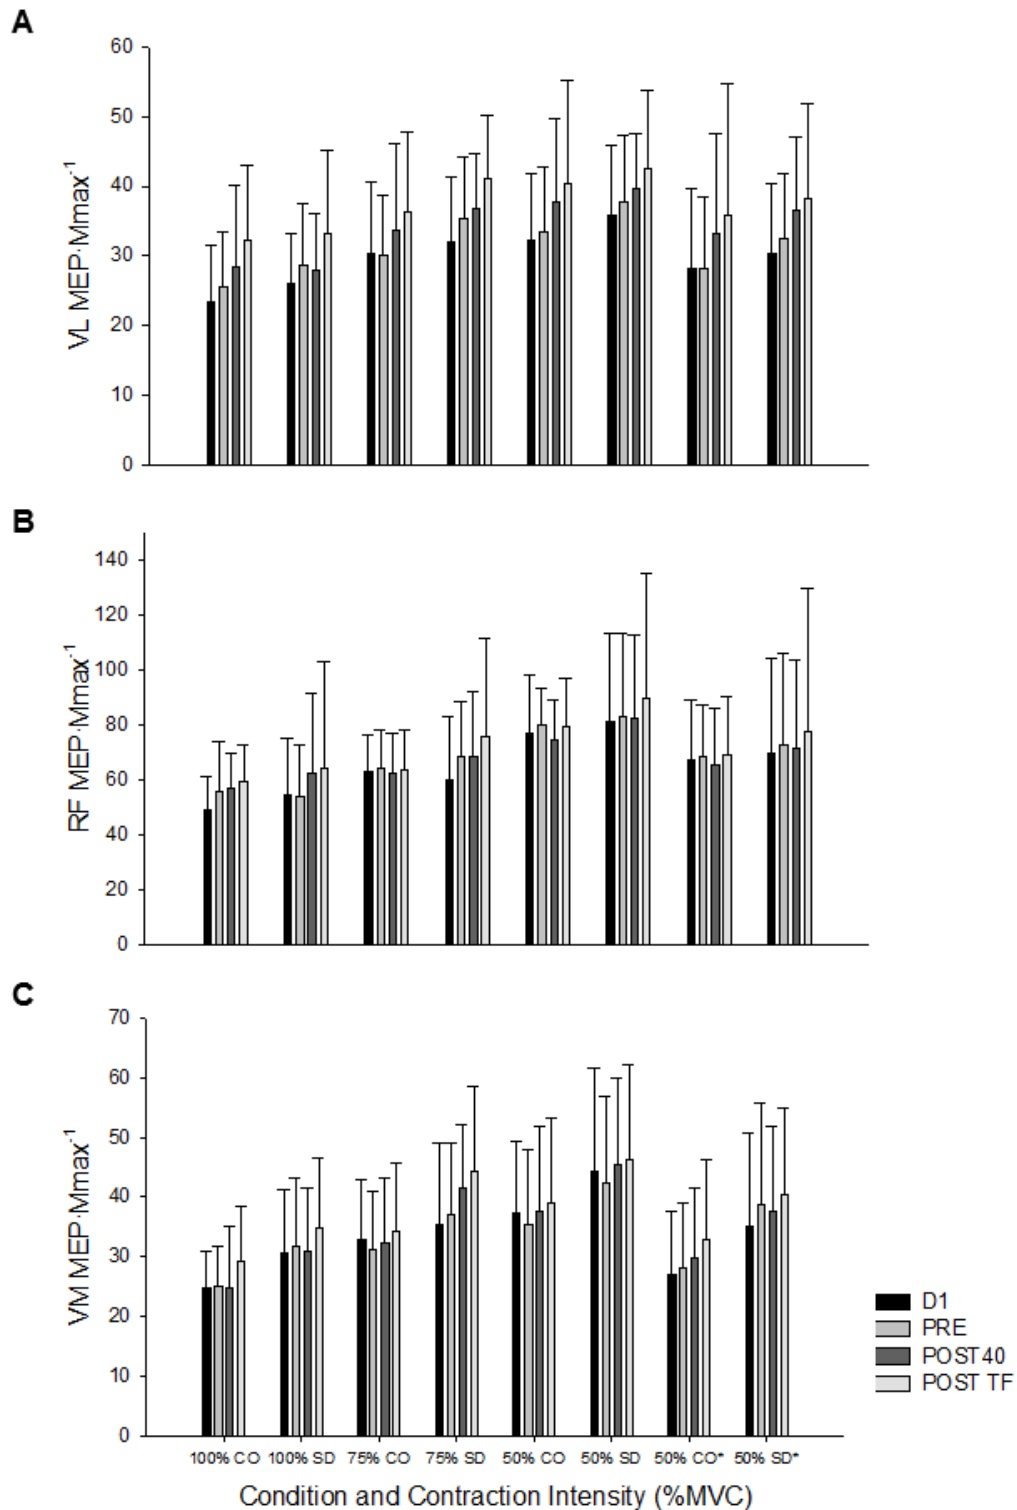 A
60
50
40
30
20
10
0
VL MEP·Mmax⁻¹
B
140
120
100
80
60
40
20
0
RF MEP·Mmax⁻¹
C
70
60
50
40
30
20
10
0
VM MEP·Mmax⁻¹
D1
PRE
POST40
POST TF
100% CO 100% SD 75% CO 75% SD 50% CO 50% SD 50% CO* 50% SD*
Condition and Contraction Intensity (%MVC)